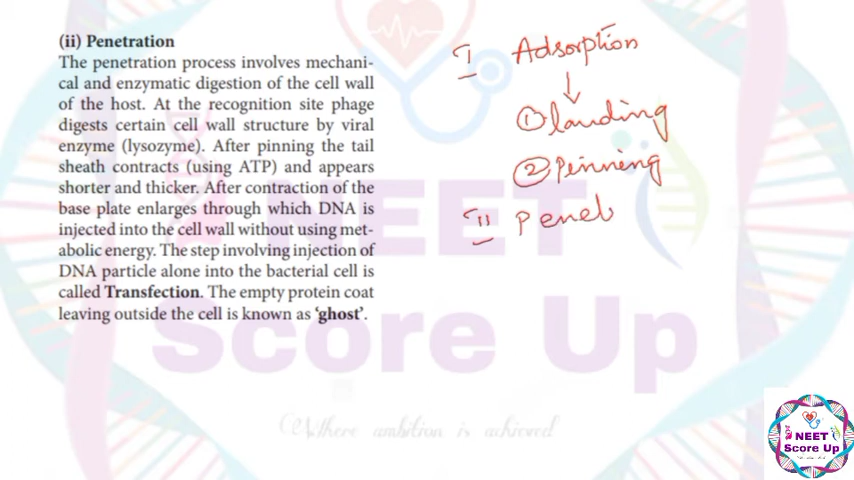 (ii) Penetration
The penetration process involves mechani-
cal and enzymatic digestion of the cell wall
of the host. At the recognition site phage
digests certain cell wall structure by viral
enzyme (lysozyme). After pinning the tail
sheath contracts (using ATP) and appears
shorter and thicker. After contraction of the
base plate enlarges through which DNA is
injected into the cell wall without using met-
abolic energy. The step involving injection of
DNA particle alone into the bacterial cell is
called Transfection. The empty protein coat
leaving outside the cell is known as ‘ghost’.
I Adsorption
① landing
② Pinning
II Penet
NEET
Score Up
Where ambition is achieved
NEET
Score Up